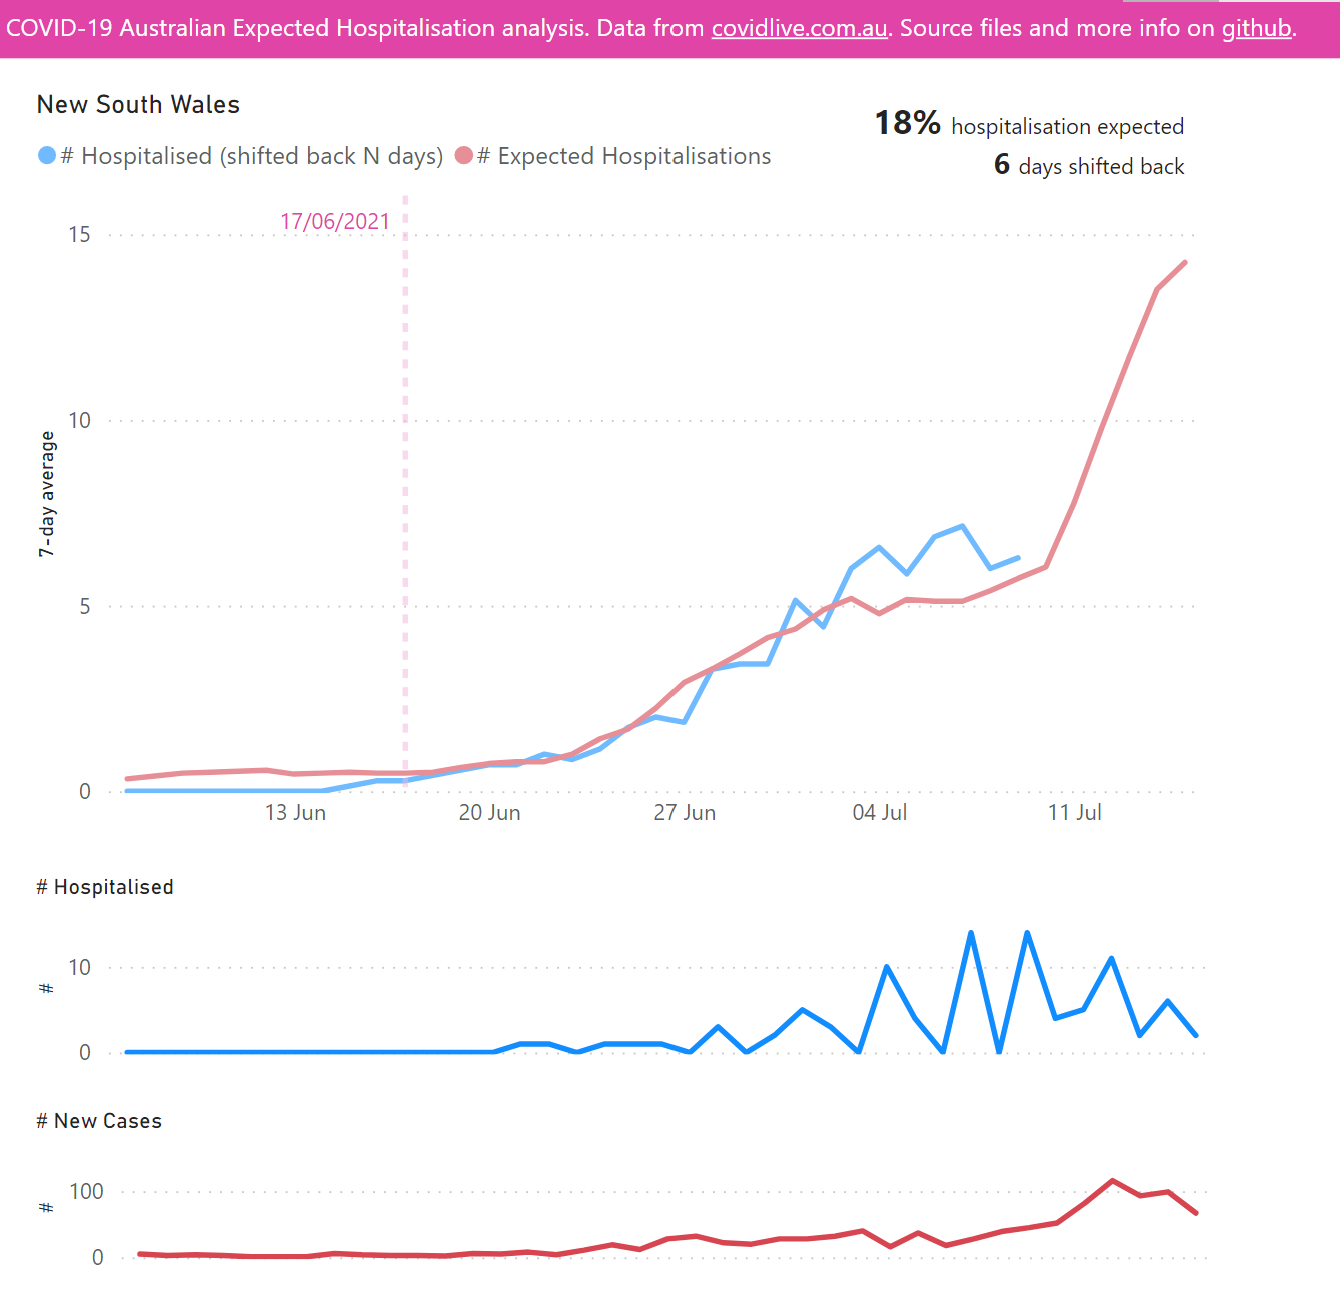 COVID-19 Australian Expected Hospitalisation analysis. Data from covidlive.com.au. Source files and more info on github.
New South Wales
# Hospitalised (shifted back N days) # Expected Hospitalisations
18% hospitalisation expected
6 days shifted back
17/06/2021
15
10
5
0
7-day average
13 Jun 20 Jun 27 Jun 04 Jul 11 Jul
# Hospitalised
10
0
#
# New Cases
100
0
#